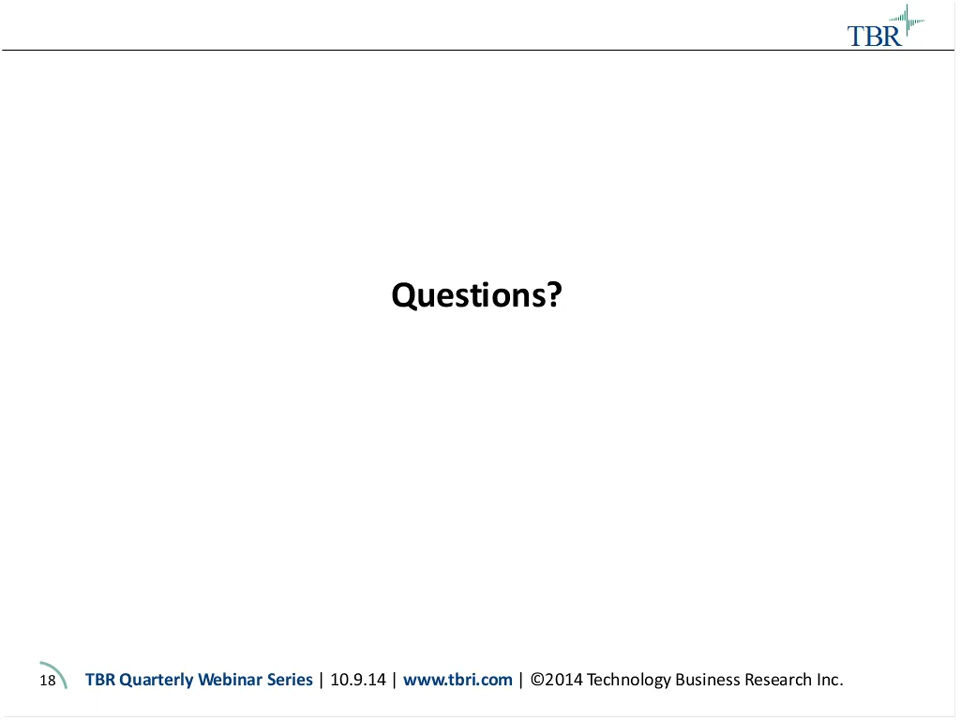 TBR
Questions?
18 TBR Quarterly Webinar Series | 10.9.14 | www.tbri.com | ©2014 Technology Business Research Inc.